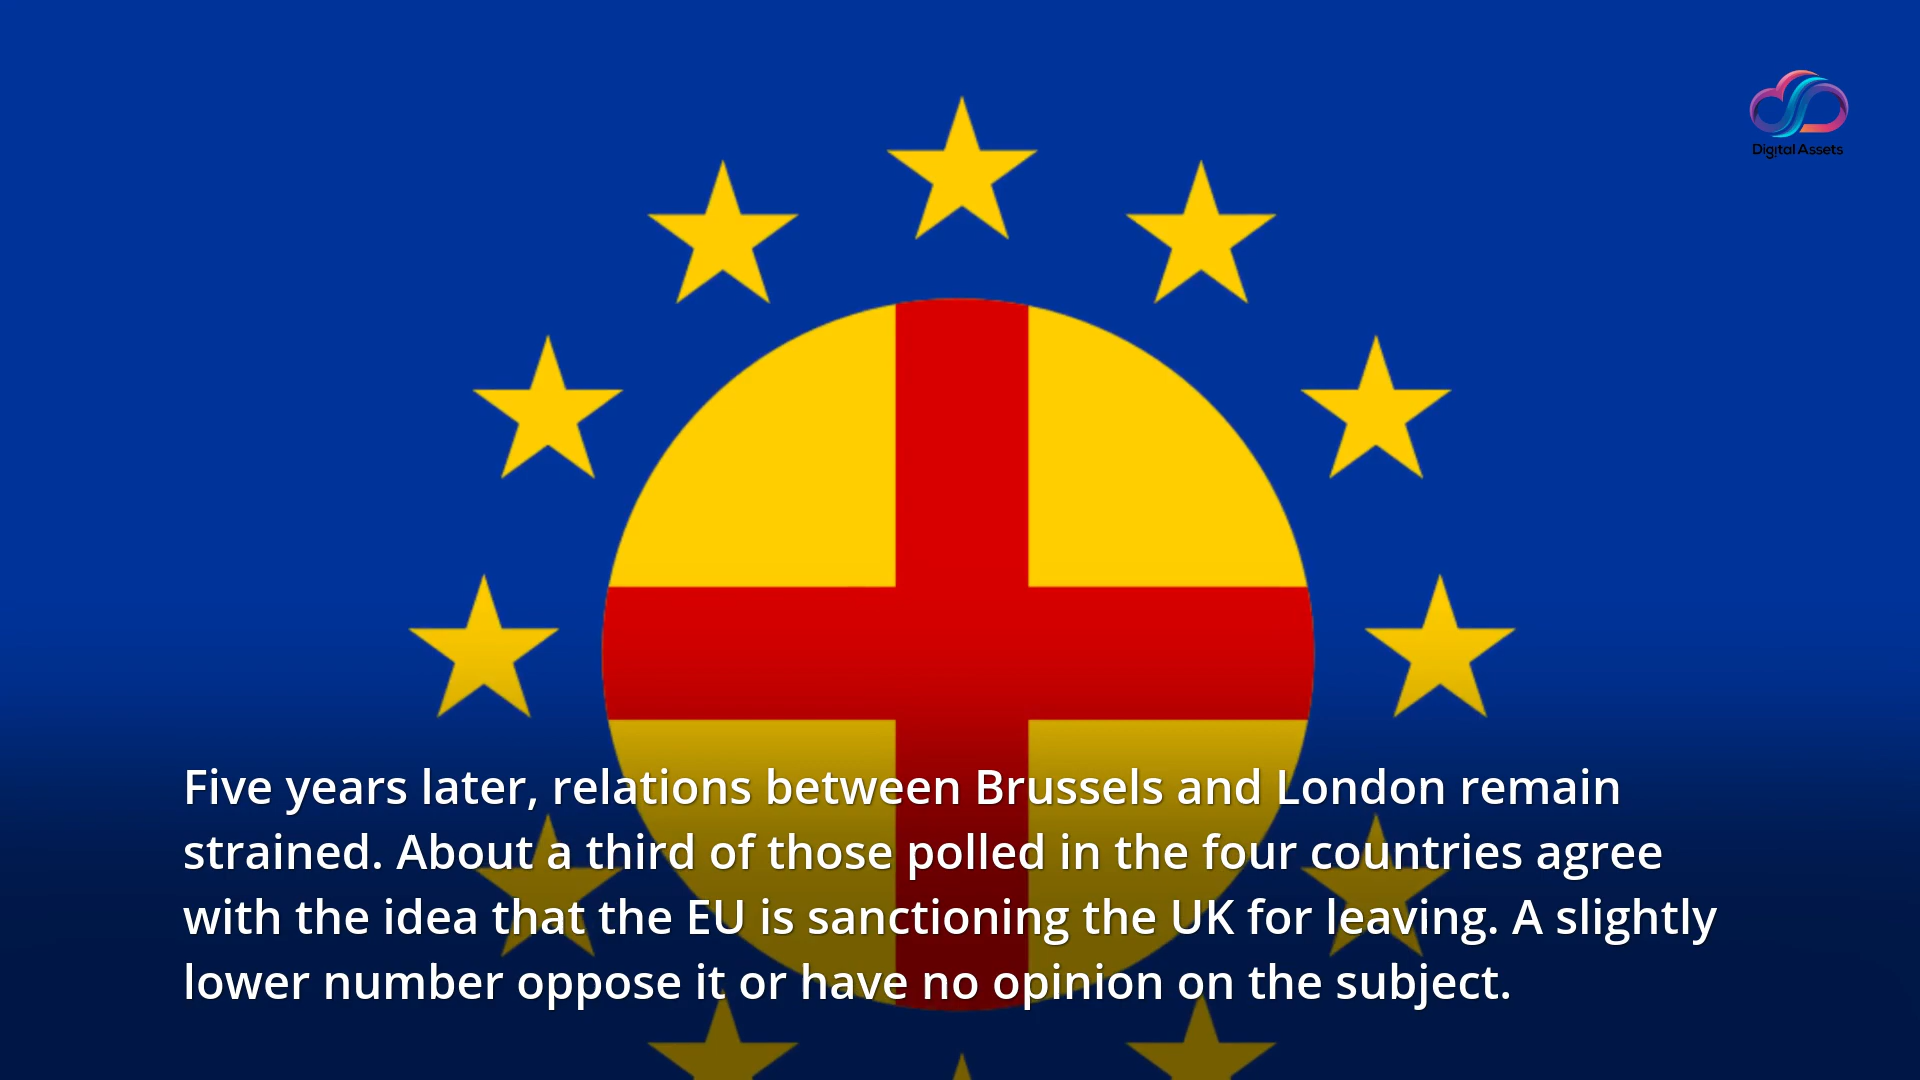 Digital Assets
Five years later, relations between Brussels and London remain
strained. About a third of those polled in the four countries agree
with the idea that the EU is sanctioning the UK for leaving. A slightly
lower number oppose it or have no opinion on the subject.